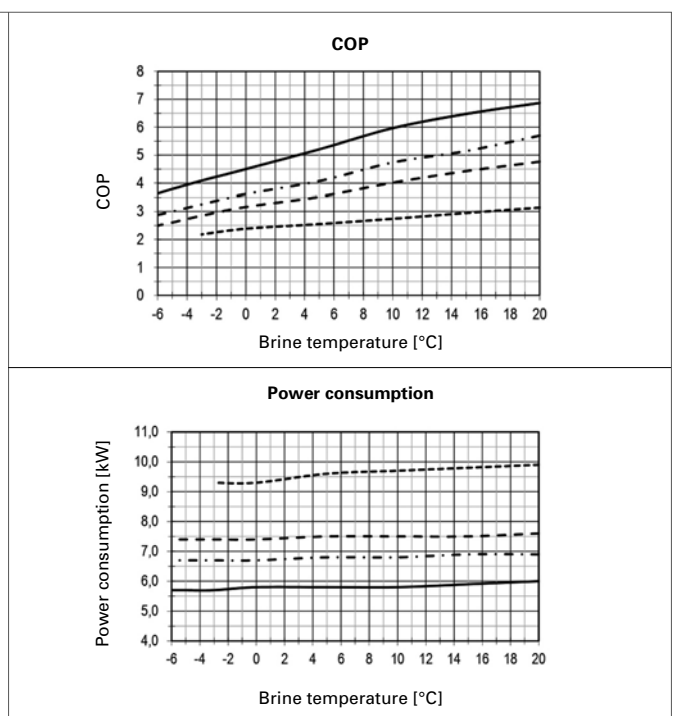 COP
8
7
6
5
4
3
2
1
0
COP
-6 -4 -2 0 2 4 6 8 10 12 14 16 18 20
Brine temperature [°C]
Power consumption
11,0
10,0
9,0
8,0
7,0
6,0
5,0
4,0
Power consumption [kW]
-6 -4 -2 0 2 4 6 8 10 12 14 16 18 20
Brine temperature [°C]